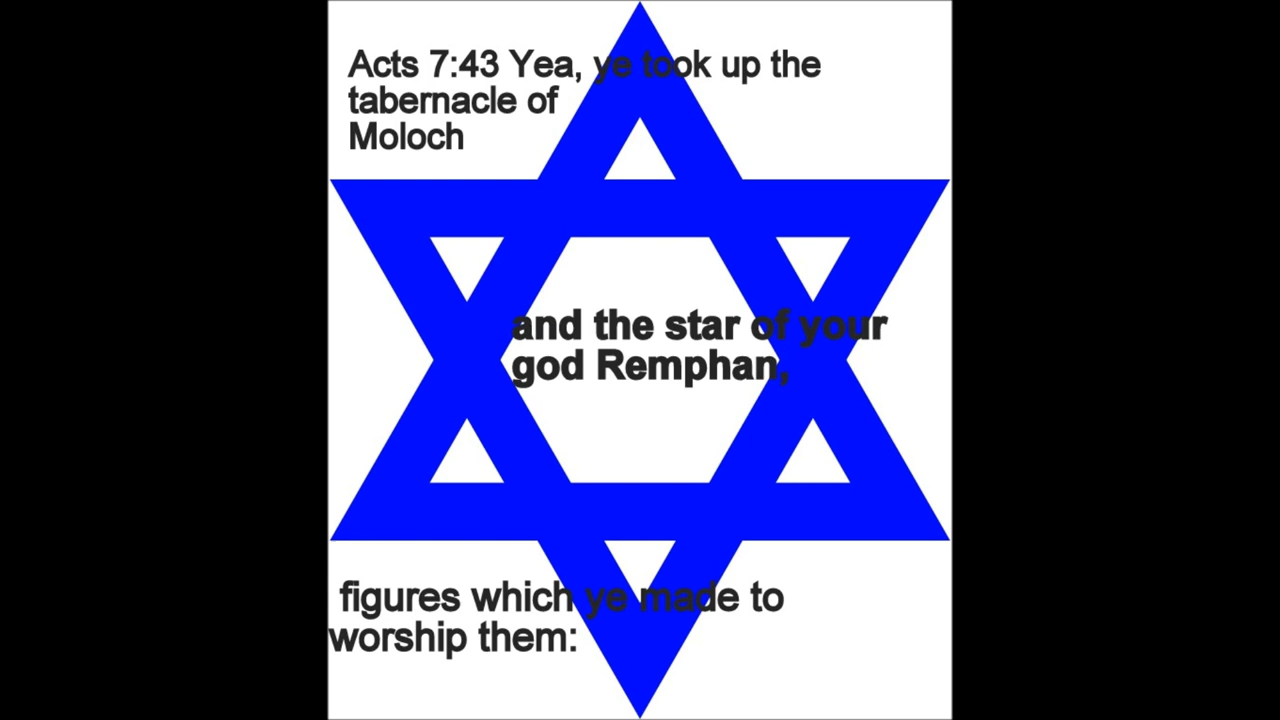 Acts 7:43 Yea, ye took up the
tabernacle of
Moloch
and the star of your
god Remphan,
figures which ye made to
worship them: